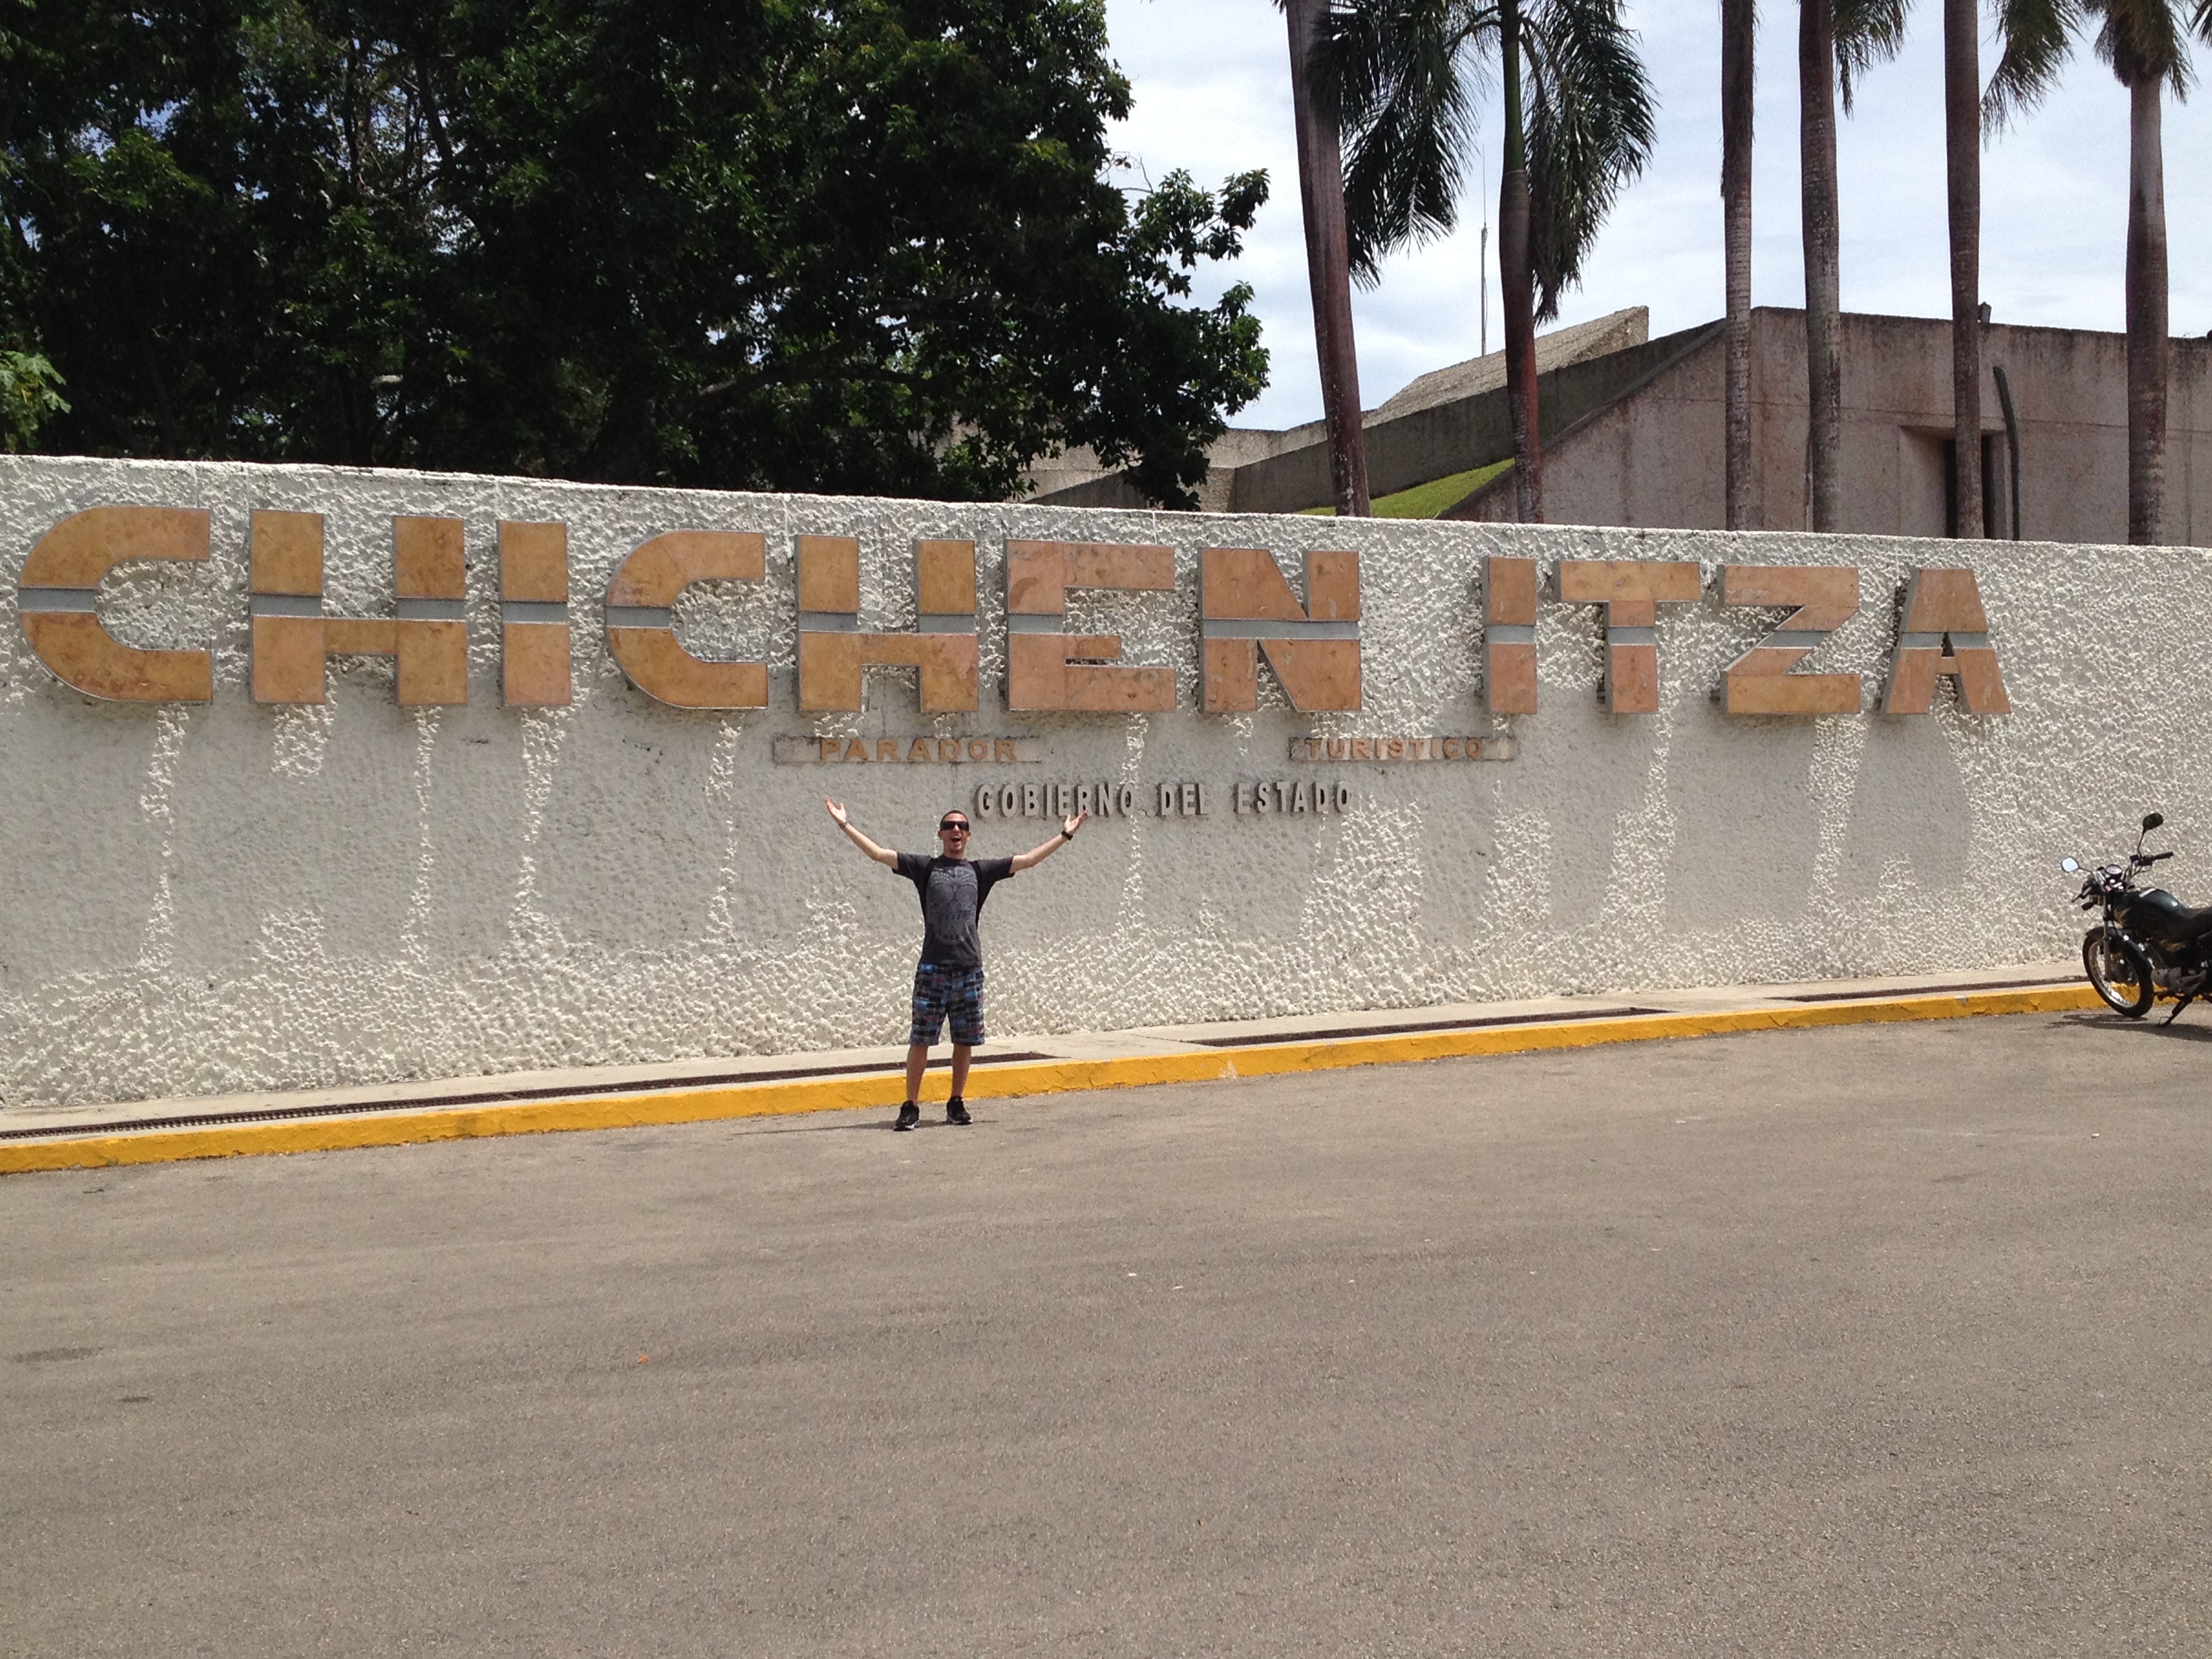 CHICHEN ITZA
PARADOR TURISTICO
GOBIERNO DEL ESTADO